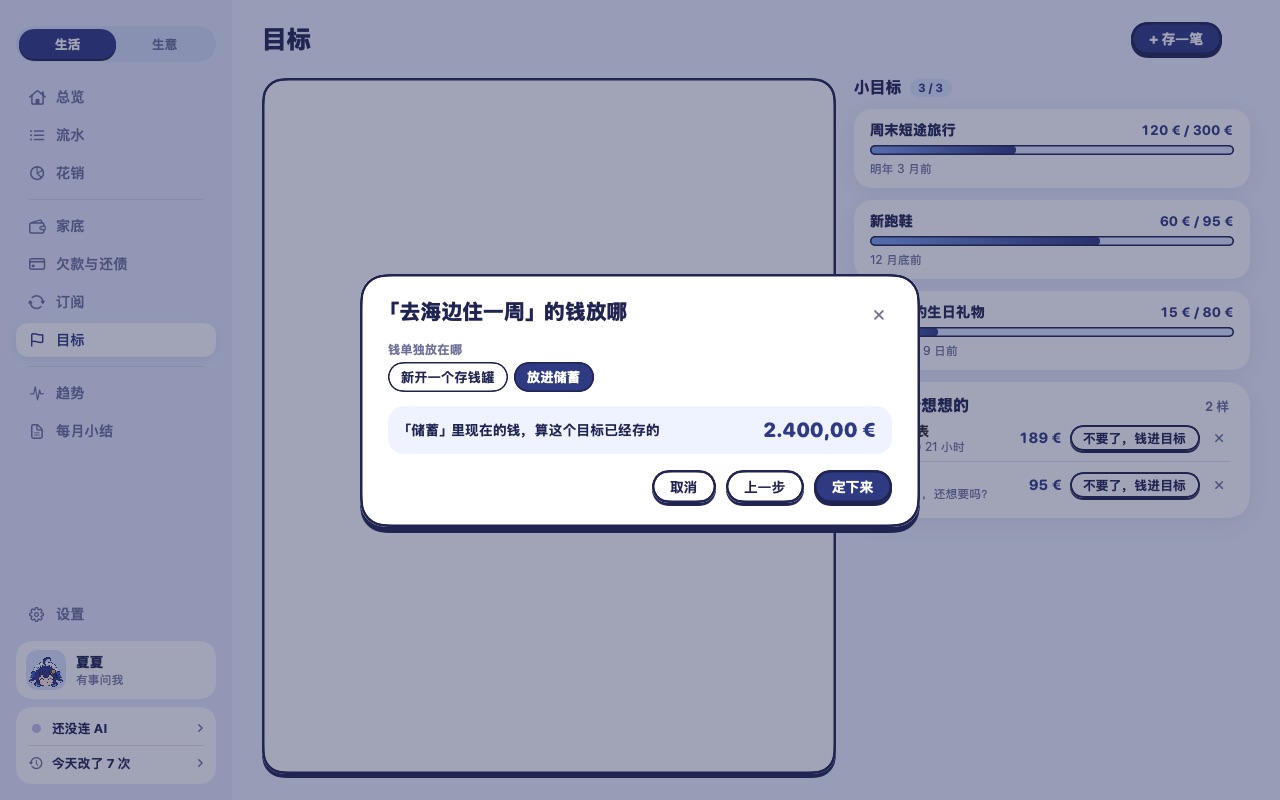 生活
生意
总览
流水
花销
家底
欠款与还债
订阅
目标
趋势
每月小结
设置
夏夏
有事问我
还没连 AI
今天改了 7 次
目标
+ 存一笔
小目标 3 / 3
周末短途旅行 120 € / 300 €
明年 3 月前
新跑鞋 60 € / 95 €
12 月底前
的生日礼物 15 € / 80 €
9 日前
想想的 2 样
表
21 小时
189 € 不要了，钱进目标 ×
，还想要吗?
95 € 不要了，钱进目标 ×
「去海边住一周」的钱放哪 ×
钱单独放在哪
新开一个存钱罐 放进储蓄
「储蓄」里现在的钱，算这个目标已经存的 2.400,00 €
取消 上一步 定下来